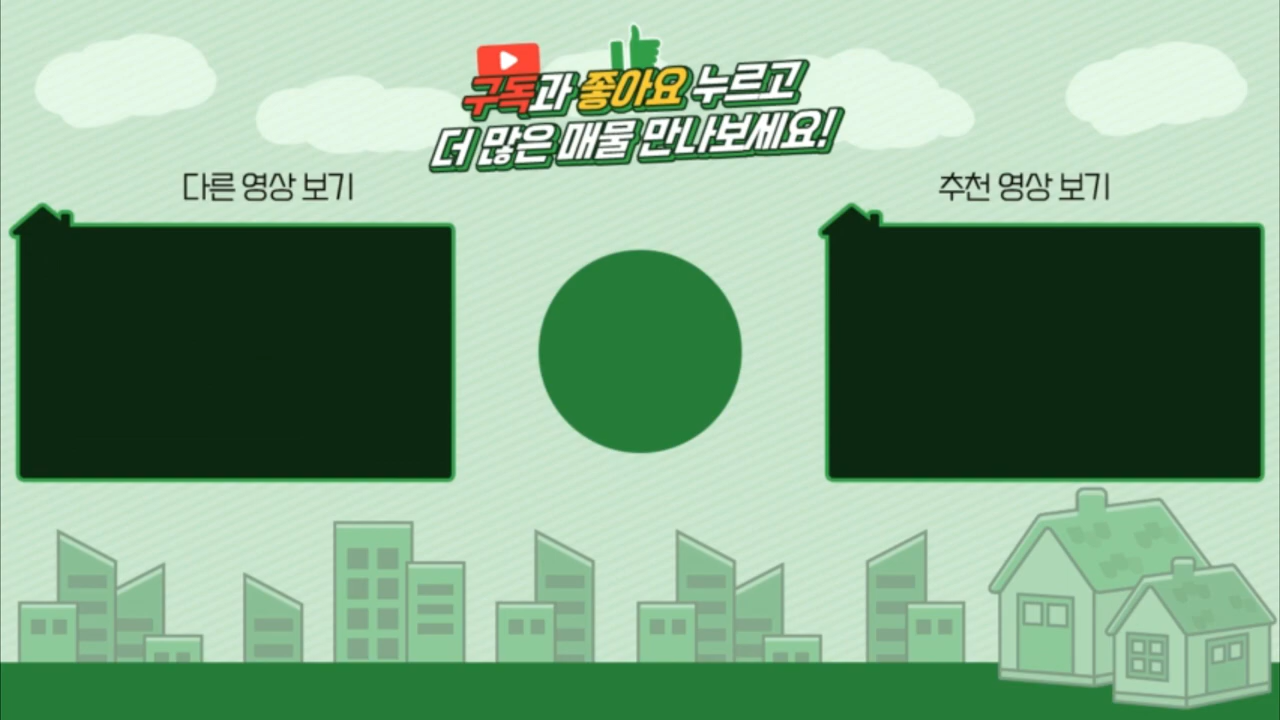 구독과 좋아요 누르고
더 많은 매물 만나보세요!
다른 영상 보기
추천 영상 보기